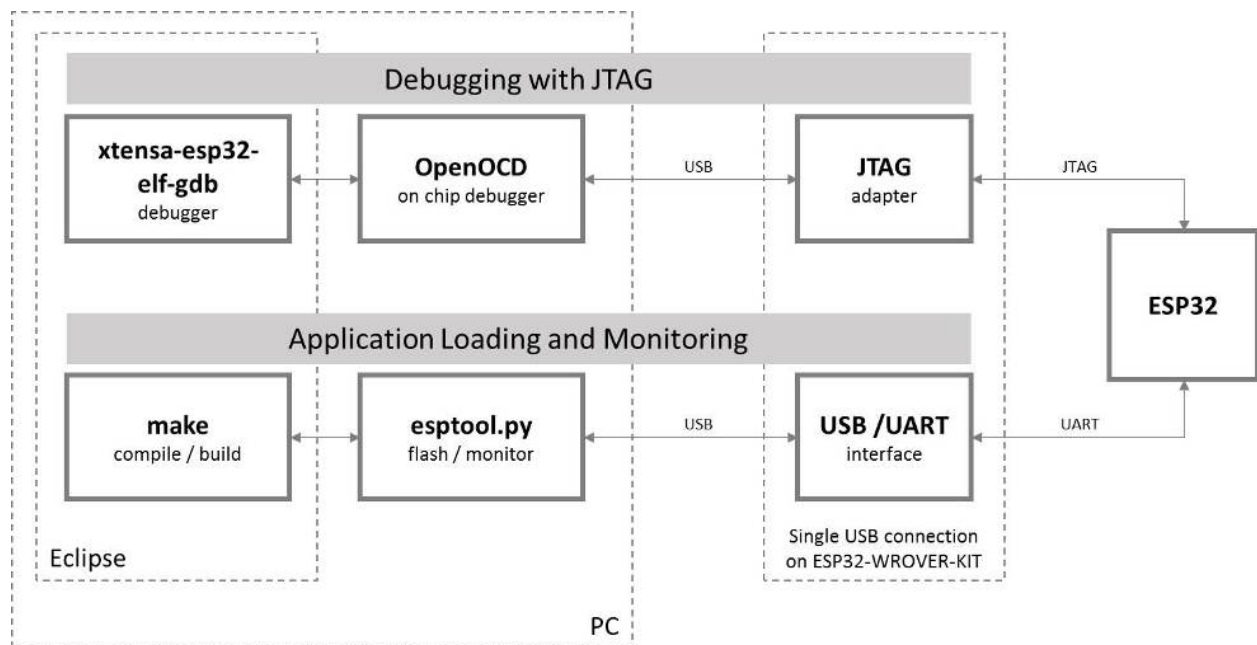 Debugging with JTAG
xtensa-esp32-
elf-gdb
debugger
OpenOCD
on chip debugger
USB
JTAG
adapter
JTAG
ESP32
Application Loading and Monitoring
make
compile / build
esptool.py
flash / monitor
USB
USB /UART
interface
UART
Eclipse
Single USB connection
on ESP32-WROVER-KIT
PC